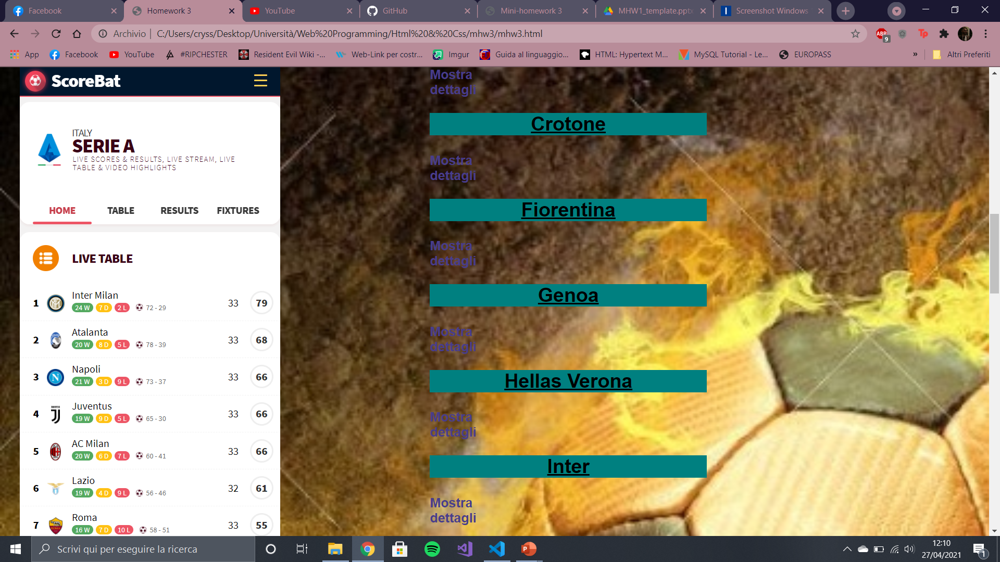 Facebook
Homework 3
YouTube
GitHub
Mini-homework 3
MHW1_template.pptx
Screenshot Windows
Archivio | C:/Users/cryss/Desktop/Università/Web%20Programming/Html%20&%20Css/mhw3/mhw3.html
ABP
9
Tp
App
Facebook
YouTube
#RIPCHESTER
Resident Evil Wiki -...
Web-Link per costr...
Imgur
Guida al linguaggio...
HTML: Hypertext M...
MySQL Tutorial - Le...
EUROPASS
»
Altri Preferiti
ScoreBat
ITALY
SERIE A
LIVE SCORES & RESULTS, LIVE STREAM, LIVE
TABLE & VIDEO HIGHLIGHTS
HOME TABLE RESULTS FIXTURES
LIVE TABLE
1 Inter Milan 33 79
24 W 7 D 2 L 72 - 29
2 Atalanta 33 68
20 W 8 D 5 L 78 - 39
3 Napoli 33 66
21 W 3 D 9 L 73 - 37
4 Juventus 33 66
19 W 9 D 5 L 65 - 30
5 AC Milan 33 66
20 W 6 D 7 L 60 - 41
6 Lazio 32 61
19 W 4 D 9 L 56 - 46
7 Roma 33 55
16 W 7 D 10 L 58 - 51
Mostra
dettagli
Crotone
Mostra
dettagli
Fiorentina
Mostra
dettagli
Genoa
Mostra
dettagli
Hellas Verona
Mostra
dettagli
Inter
Mostra
dettagli
Scrivi qui per eseguire la ricerca
12:10
27/04/2021
1